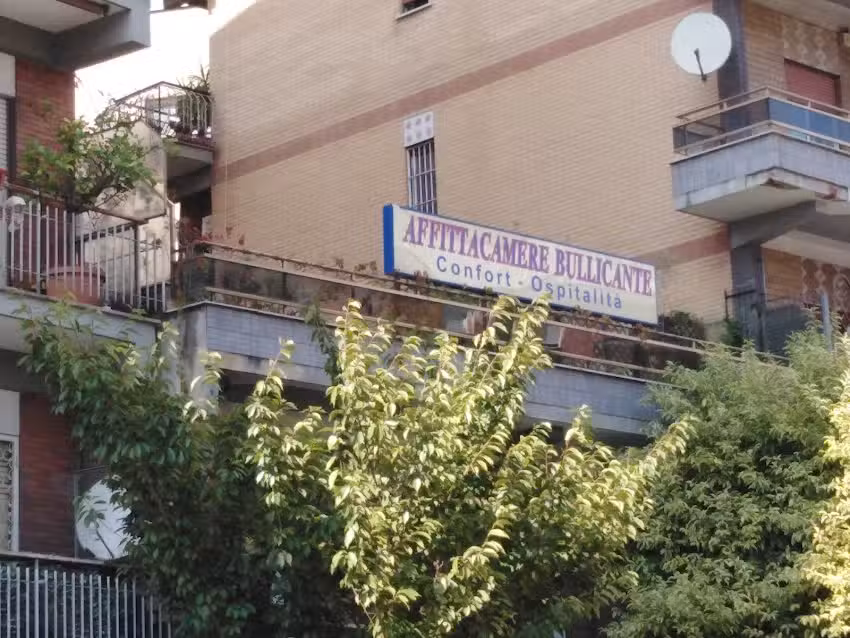 AFFITTACAMERE BULLICANTE
Confort - Ospitalità